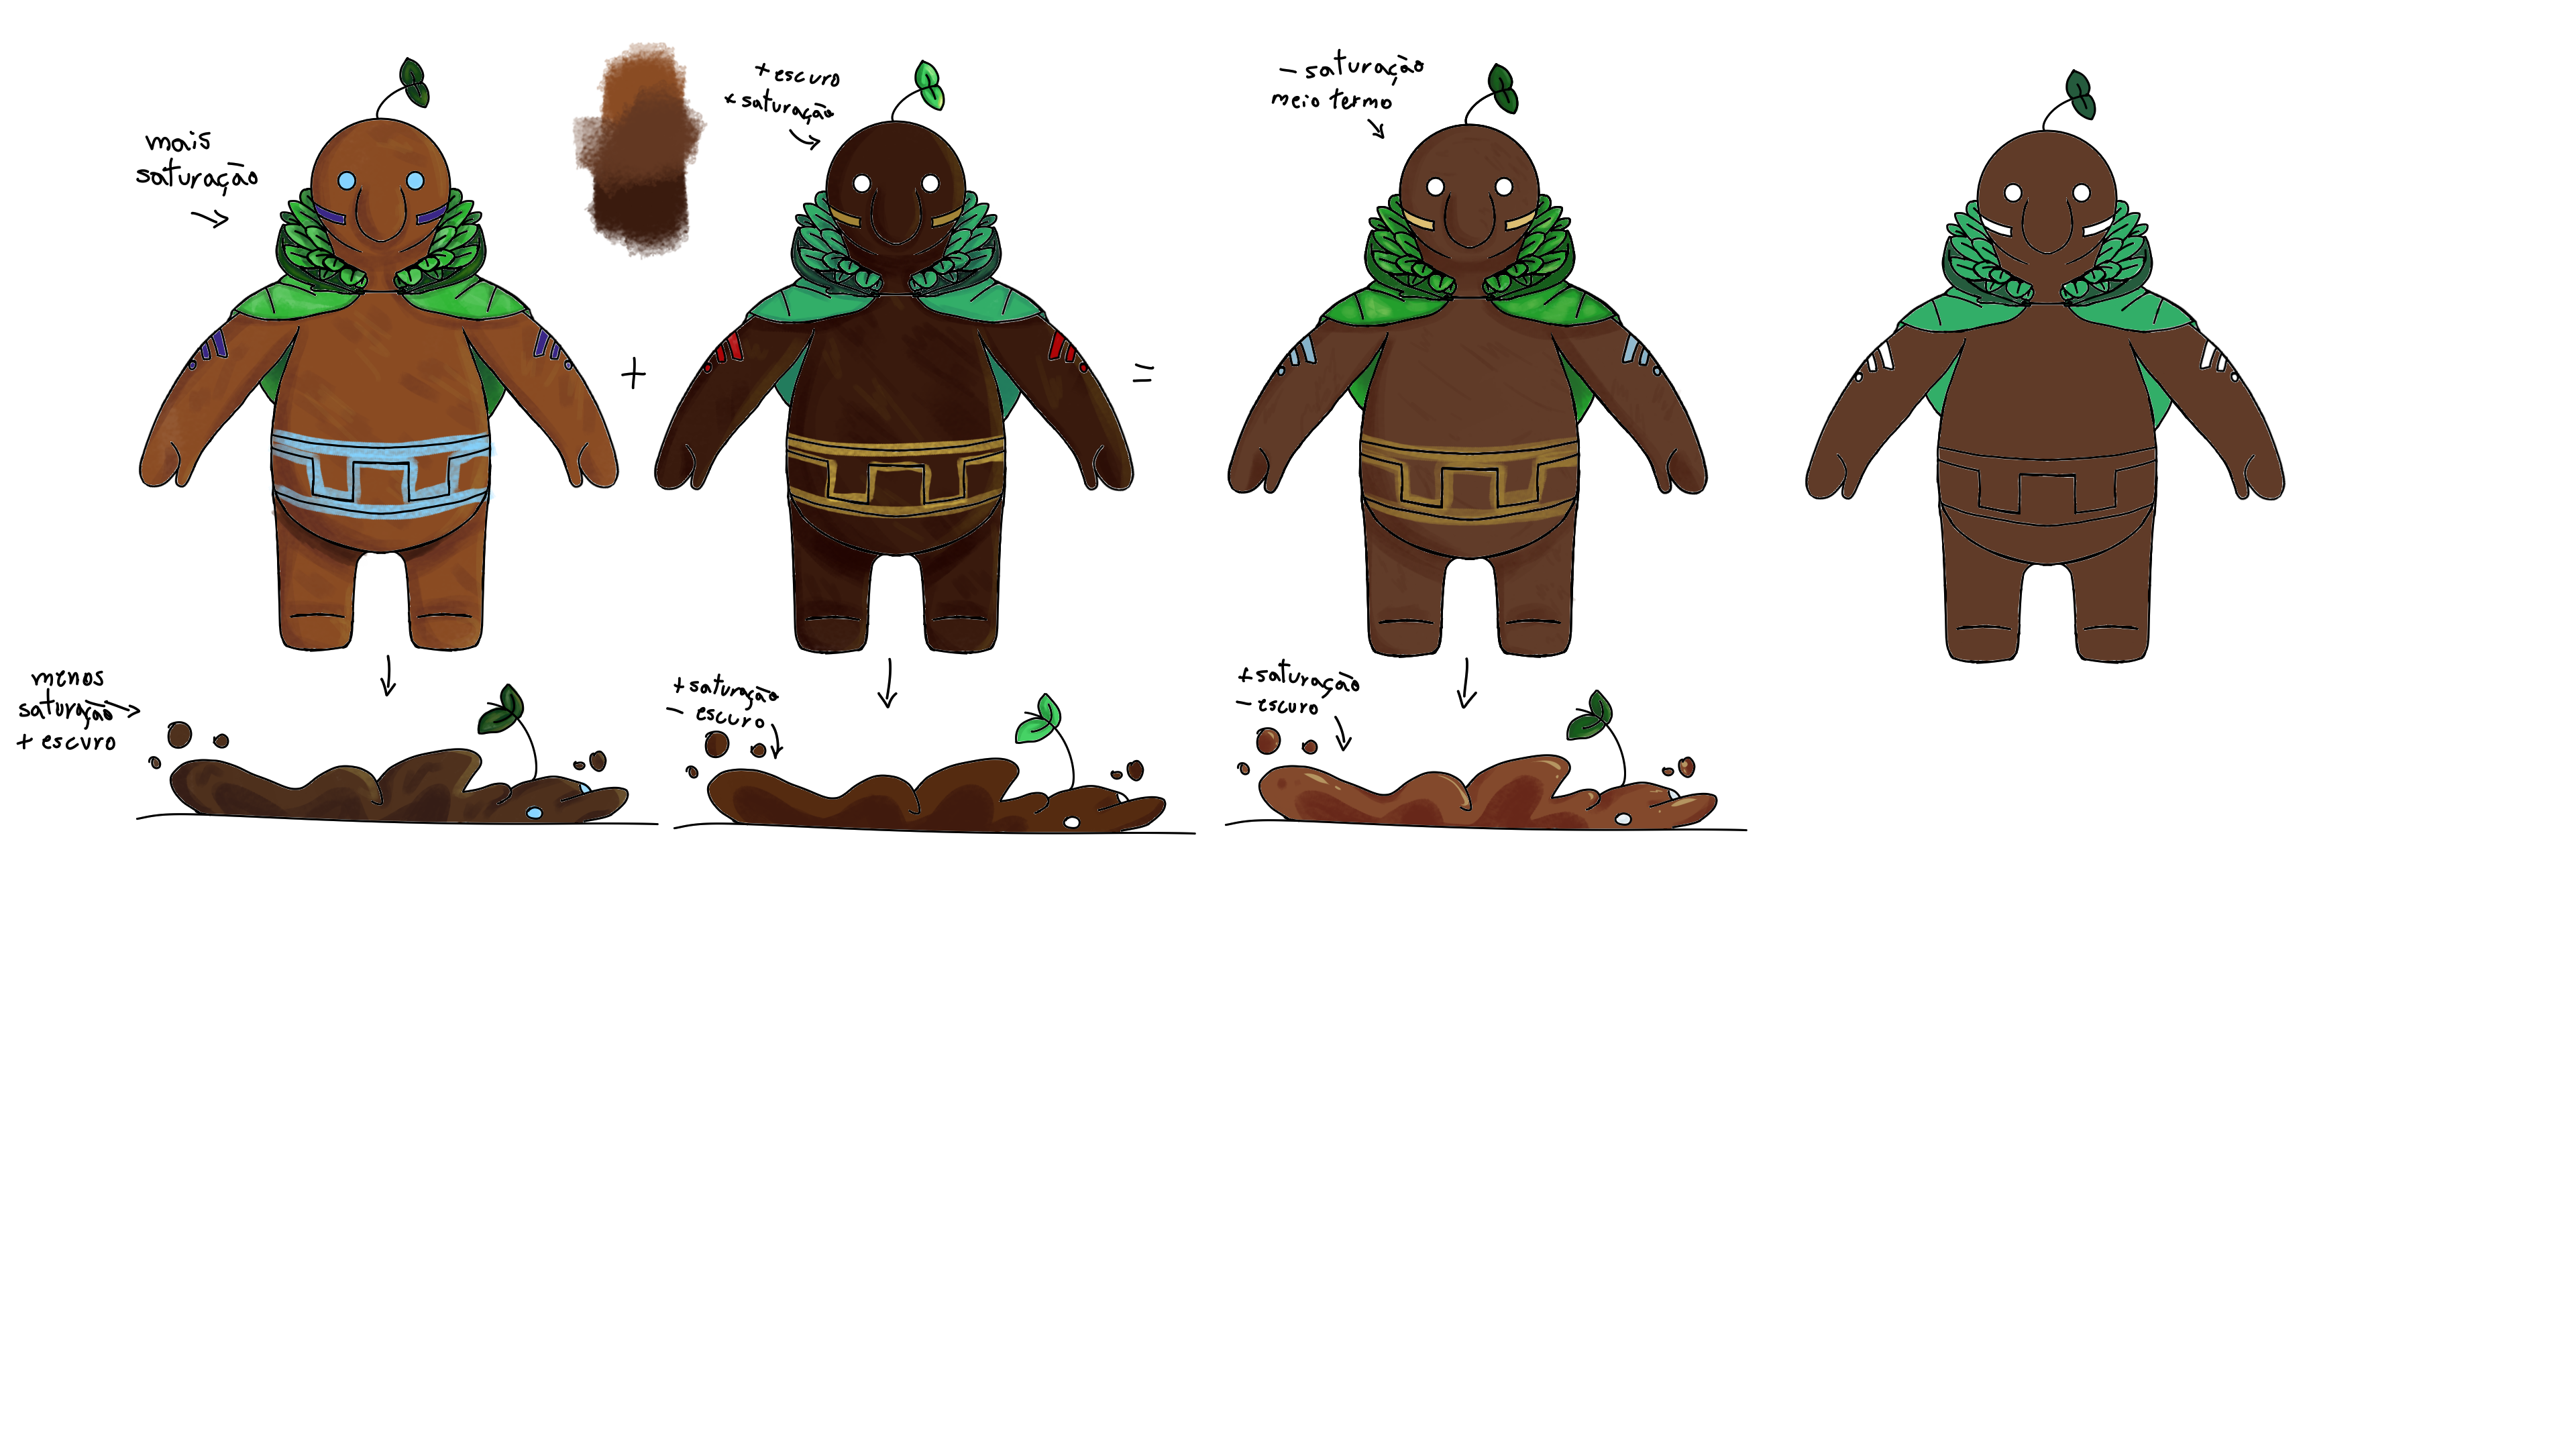 mais
saturação
+ escuro
+ saturação
- saturação
meio termo
+
=
menos
saturação
+ escuro
+ saturação
- escuro
+ saturação
- escuro